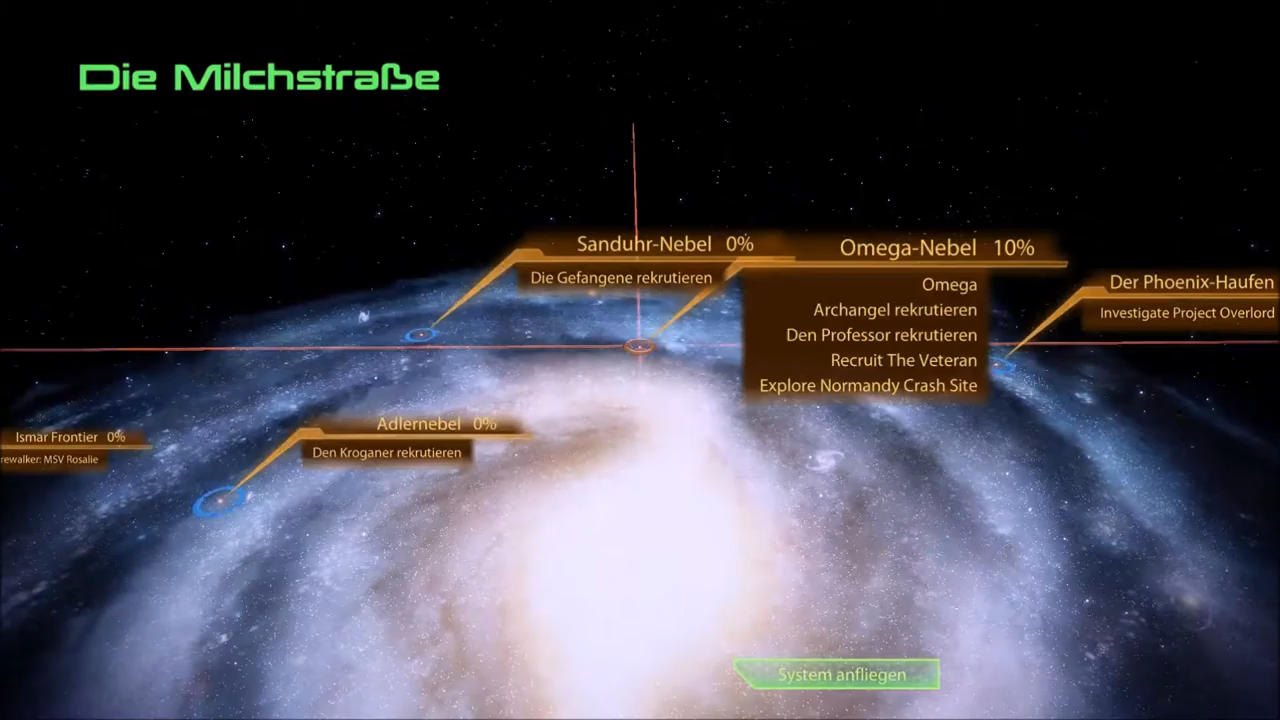 Die Milchstraße
Sanduhr-Nebel 0%
Die Gefangene rekrutieren
Omega-Nebel 10%
Omega
Archangel rekrutieren
Den Professor rekrutieren
Recruit The Veteran
Explore Normandy Crash Site
Der Phoenix-Haufen
Investigate Project Overlord
Adlernebel 0%
Den Kroganer rekrutieren
Ismar Frontier 0%
rewalker: MSV Rosalie
System anfliegen